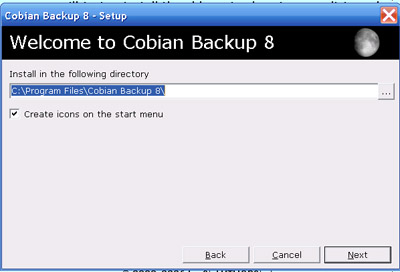 Cobian Backup 8 - Setup
Welcome to Cobian Backup 8
Install in the following directory
C:\Program Files\Cobian Backup 8\
...
Create icons on the start menu
Back Cancel Next